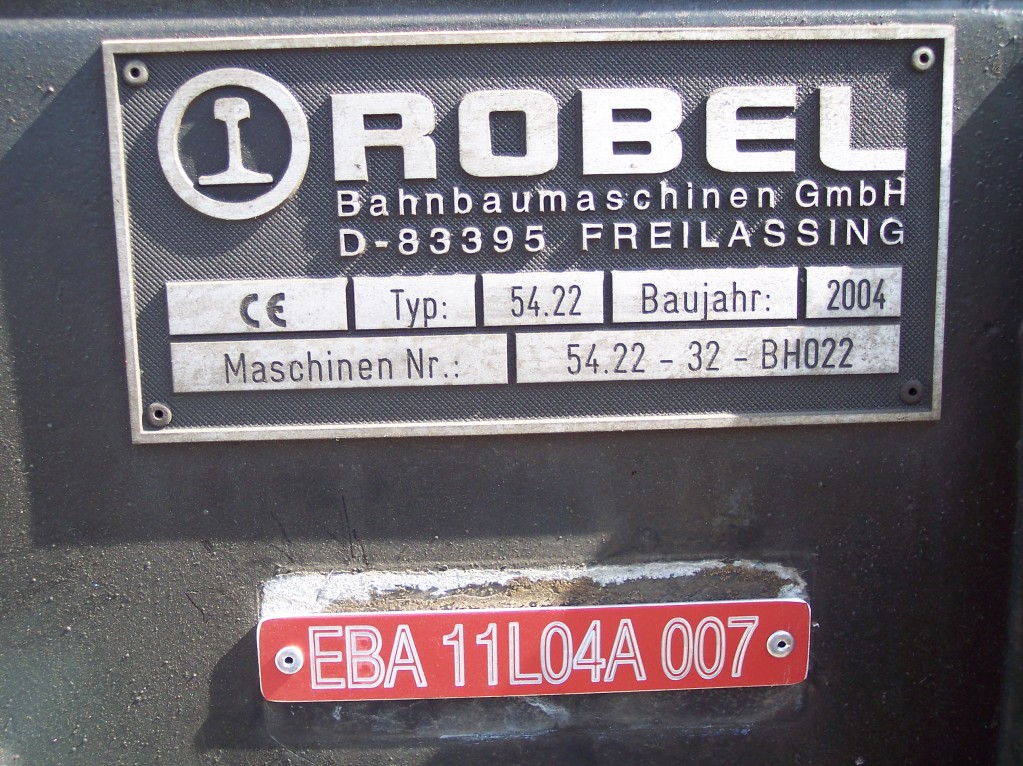 ROBEL
Bahnbaumaschinen GmbH
D-83395 FREILASSING
CE Typ: 54.22 Baujahr: 2004
Maschinen Nr.: 54.22 - 32 - BH022
EBA 11L04A 007